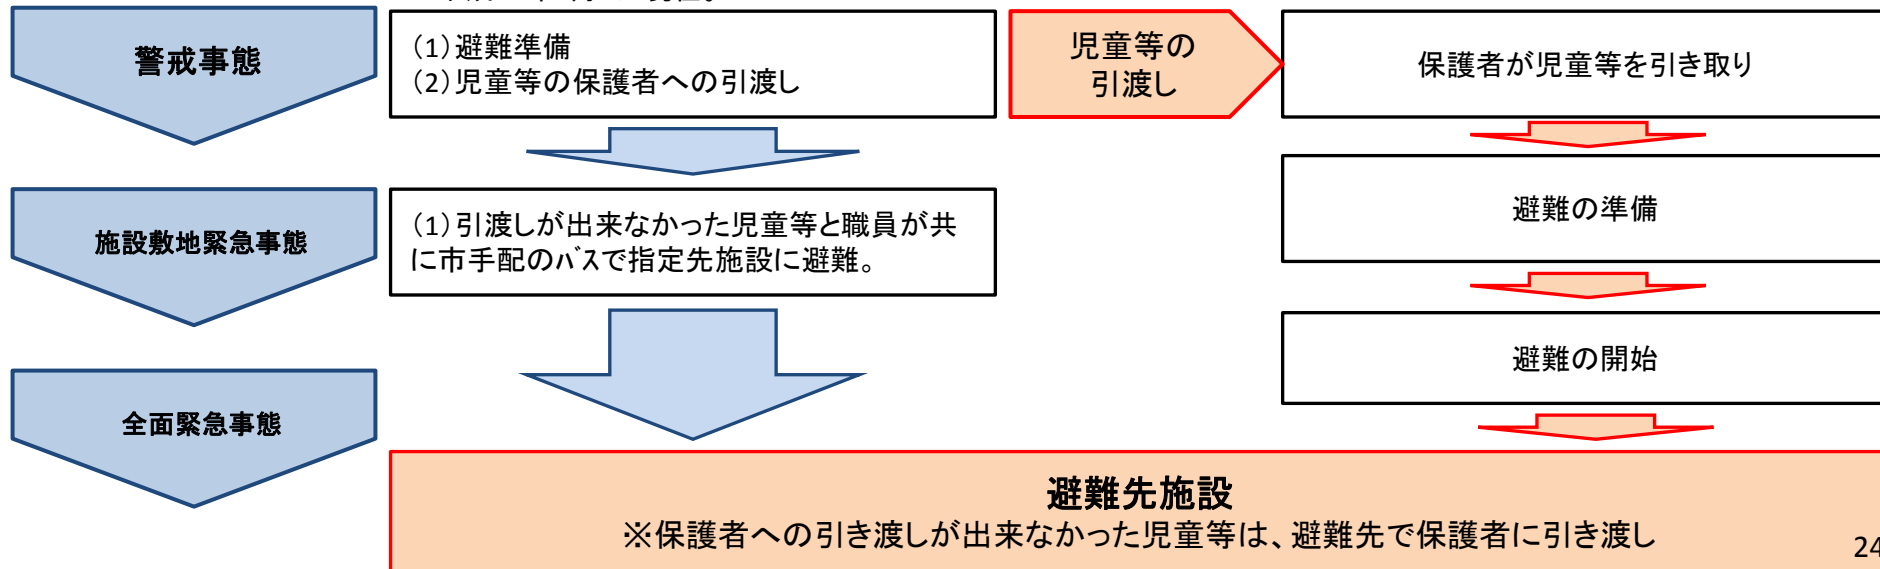 警戒事態
(1)避難準備
(2)児童等の保護者への引渡し
児童等の
引渡し
保護者が児童等を引き取り
施設敷地緊急事態
(1)引渡しが出来なかった児童等と職員が共
に市手配のバスで指定先施設に避難。
避難の準備
全面緊急事態
避難の開始
避難先施設
※保護者への引き渡しが出来なかった児童等は、避難先で保護者に引き渡し
24